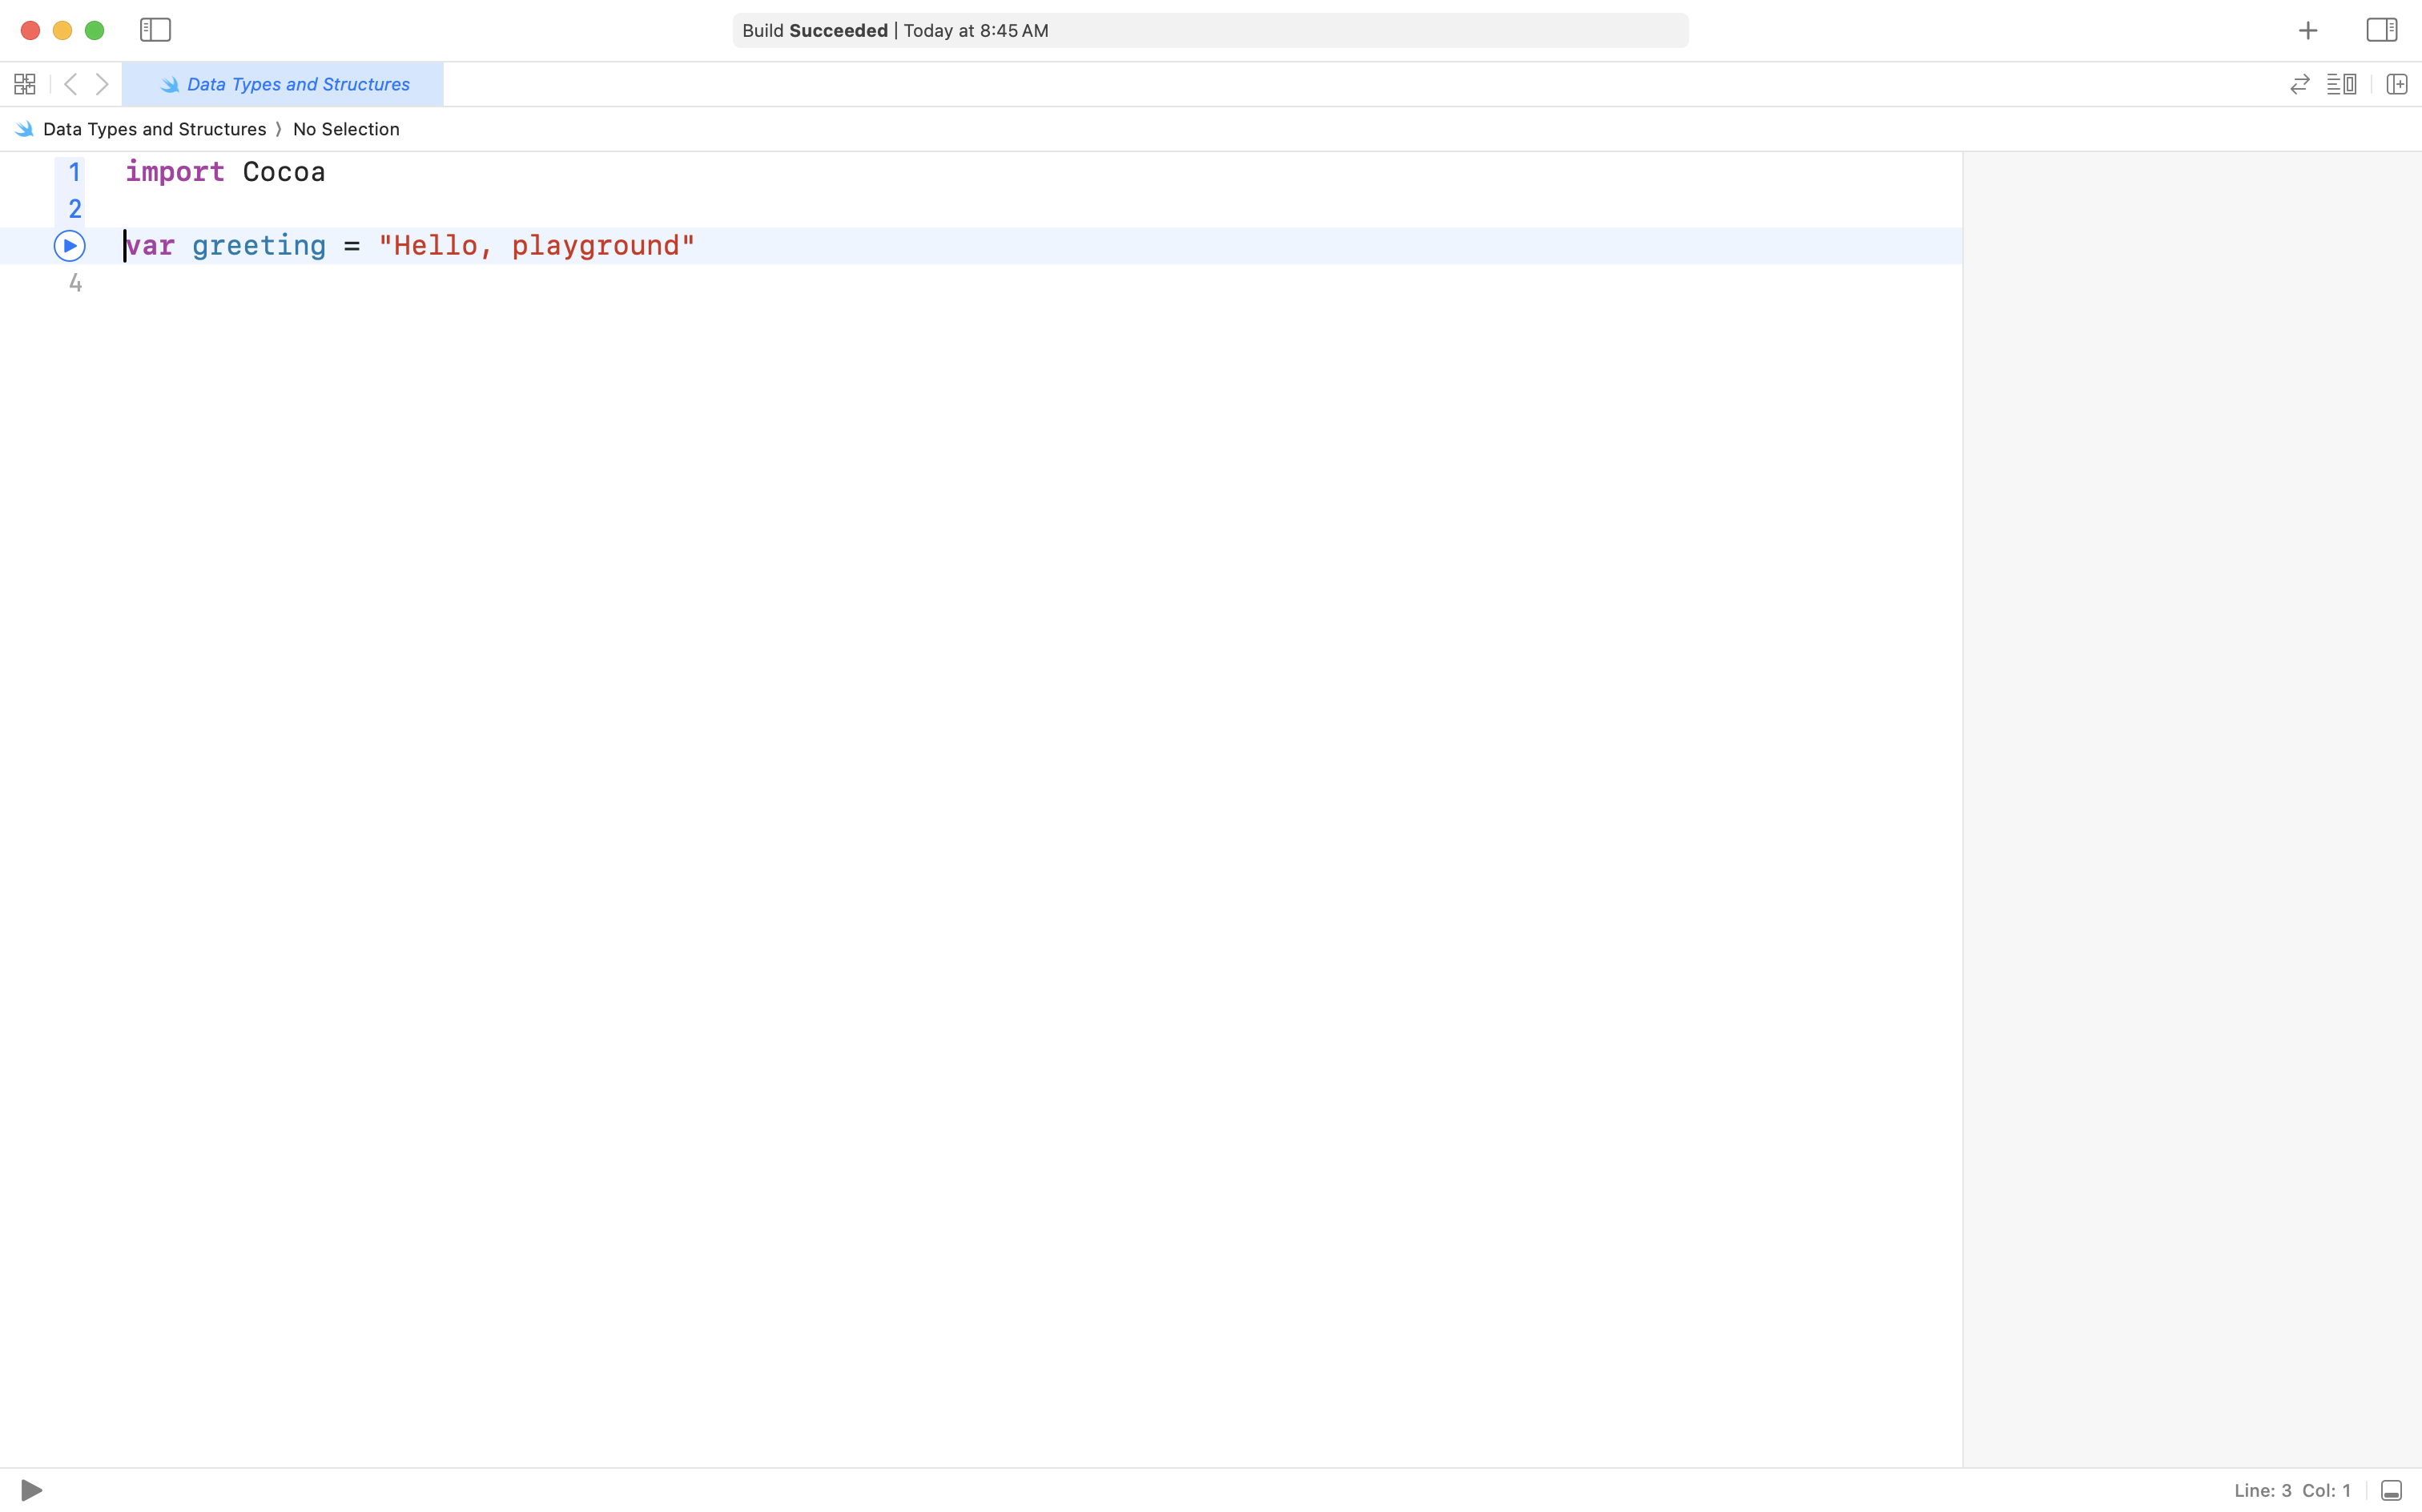 Build Succeeded | Today at 8:45 AM
Data Types and Structures
Data Types and Structures ⟩ No Selection
1 import Cocoa
2
var greeting = "Hello, playground"
4
Line: 3 Col: 1